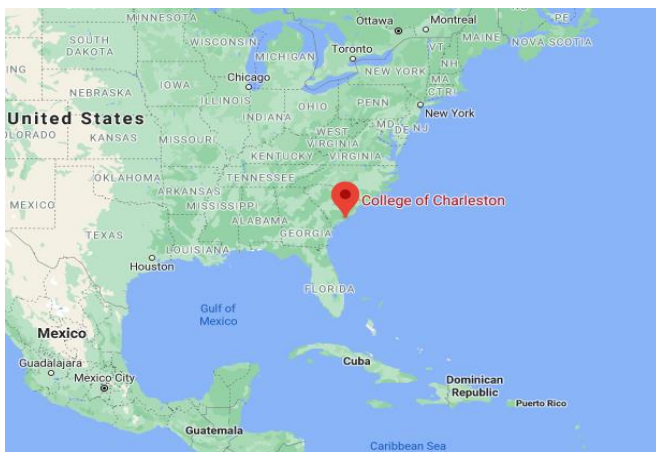 Ottawa
Montreal
PE
MINNESOTA
MAINE
NOVA SCOTIA
SOUTH
DAKOTA
WISCONSIN
MICHIGAN
Toronto
VT
NH
ING
IOWA
Chicago
NEW YORK
MA
CT RI
NEBRASKA
ILLINOIS
OHIO
PENN
New York
United States
INDIANA
MD
DE NJ
OLORADO
KANSAS
MISSOURI
WEST
VIRGINIA
KENTUCKY
VIRGINIA
OKLAHOMA
TENNESSEE
ARKANSAS
College of Charleston
MEXICO
MISSISSIPPI
ALABAMA
GEORGIA
TEXAS
LOUISIANA
Houston
FLORIDA
Gulf of
Mexico
Mexico
Guadalajara
Mexico City
Cuba
Dominican
Republic
Puerto Rico
Guatemala
Caribbean Sea